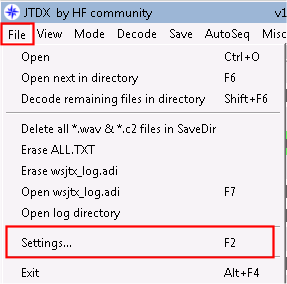 JTDX by HF community v1
File View Mode Decode Save AutoSeq Misc
Open Ctrl+O
Open next in directory F6
Decode remaining files in directory Shift+F6
Delete all *.wav & *.c2 files in SaveDir
Erase ALL.TXT
Erase wsjtx_log.adi
Open wsjtx_log.adi F7
Open log directory
Settings... F2
Exit Alt+F4